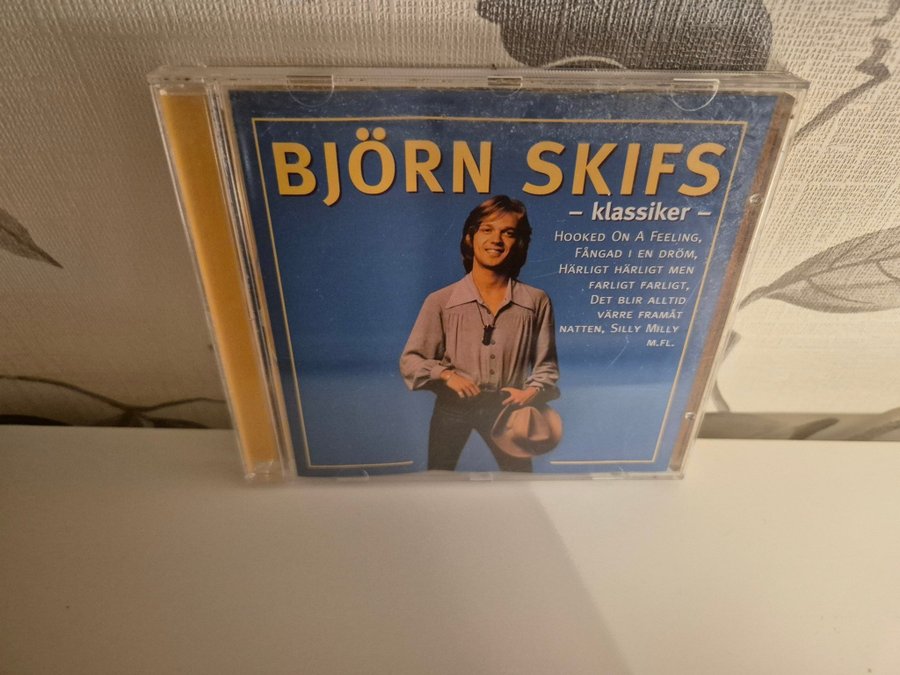 BJÖRN SKIFS
– klassiker –
HOOKED ON A FEELING,
FÅNGAD I EN DRÖM,
HÄRLIGT HÄRLIGT MEN
FARLIGT FARLIGT,
DET BLIR ALLTID
VÄRRE FRAMÅT
NATTEN, SILLY MILLY
M.FL.